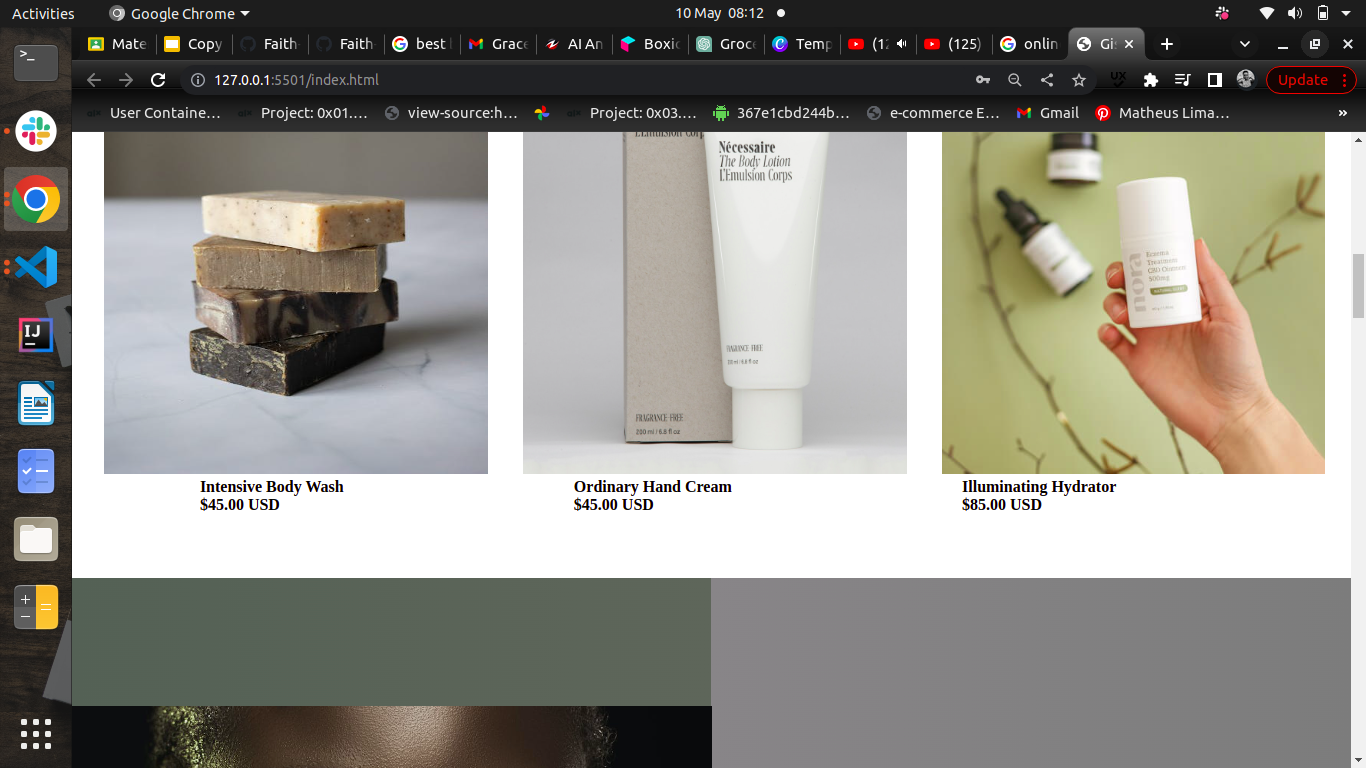 Activities
Google Chrome
10 May 08:12
Mate
Copy
Faith-
Faith-
best
Grace
AI An
Boxic
Groce
Temp
(12
(125)
onlin
Gis
127.0.0.1:5501/index.html
UX
Update
User Containe…
Project: 0x01.…
view-source:h…
Project: 0x03.…
367e1cbd244b…
e-commerce E…
Gmail
Matheus Lima…
»
>_
IJ
L'Emulsion Corps
Nécessaire
The Body Lotion
L'Emulsion Corps
FRAGRANCE-FREE
200 ml / 6.8 fl oz
FRAGRANCE-FREE
200 ml / 6.8 fl oz
nora
Eczema
Treatment
CBD Ointment
500mg
Intensive Body Wash
$45.00 USD
Ordinary Hand Cream
$45.00 USD
Illuminating Hydrator
$85.00 USD